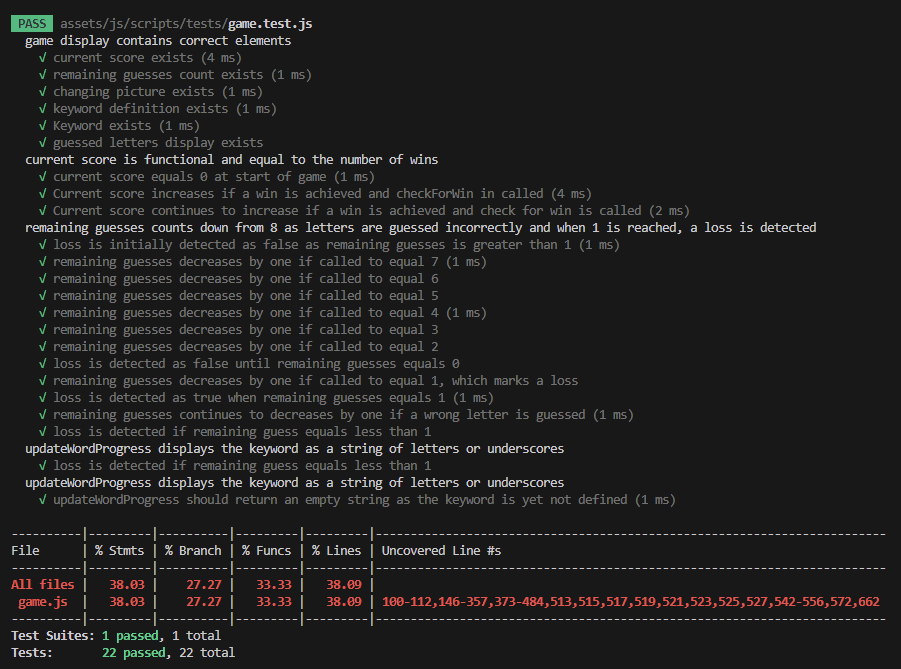 PASS assets/js/scripts/tests/game.test.js
game display contains correct elements
√ current score exists (4 ms)
√ remaining guesses count exists (1 ms)
√ changing picture exists (1 ms)
√ keyword definition exists (1 ms)
√ Keyword exists (1 ms)
√ guessed letters display exists
current score is functional and equal to the number of wins
√ current score equals 0 at start of game (1 ms)
√ Current score increases if a win is achieved and checkForWin in called (4 ms)
√ Current score continues to increase if a win is achieved and check for win is called (2 ms)
remaining guesses counts down from 8 as letters are guessed incorrectly and when 1 is reached, a loss is detected
√ loss is initially detected as false as remaining guesses is greater than 1 (1 ms)
√ remaining guesses decreases by one if called to equal 7 (1 ms)
√ remaining guesses decreases by one if called to equal 6
√ remaining guesses decreases by one if called to equal 5
√ remaining guesses decreases by one if called to equal 4 (1 ms)
√ remaining guesses decreases by one if called to equal 3
√ remaining guesses decreases by one if called to equal 2
√ loss is detected as false until remaining guesses equals 0
√ remaining guesses decreases by one if called to equal 1, which marks a loss
√ loss is detected as true when remaining guesses equals 1 (1 ms)
√ remaining guesses continues to decreases by one if a wrong letter is guessed (1 ms)
√ loss is detected if remaining guess equals less than 1
updateWordProgress displays the keyword as a string of letters or underscores
√ loss is detected if remaining guess equals less than 1
updateWordProgress displays the keyword as a string of letters or underscores
√ updateWordProgress should return an empty string as the keyword is yet not defined (1 ms)
----------|---------|----------|---------|---------|-------------------------------------------------------------------------
File | % Stmts | % Branch | % Funcs | % Lines | Uncovered Line #s
----------|---------|----------|---------|---------|-------------------------------------------------------------------------
All files | 38.03 | 27.27 | 33.33 | 38.09 |
game.js | 38.03 | 27.27 | 33.33 | 38.09 | 100-112,146-357,373-484,513,515,517,519,521,523,525,527,542-556,572,662
----------|---------|----------|---------|---------|-------------------------------------------------------------------------
Test Suites: 1 passed, 1 total
Tests: 22 passed, 22 total